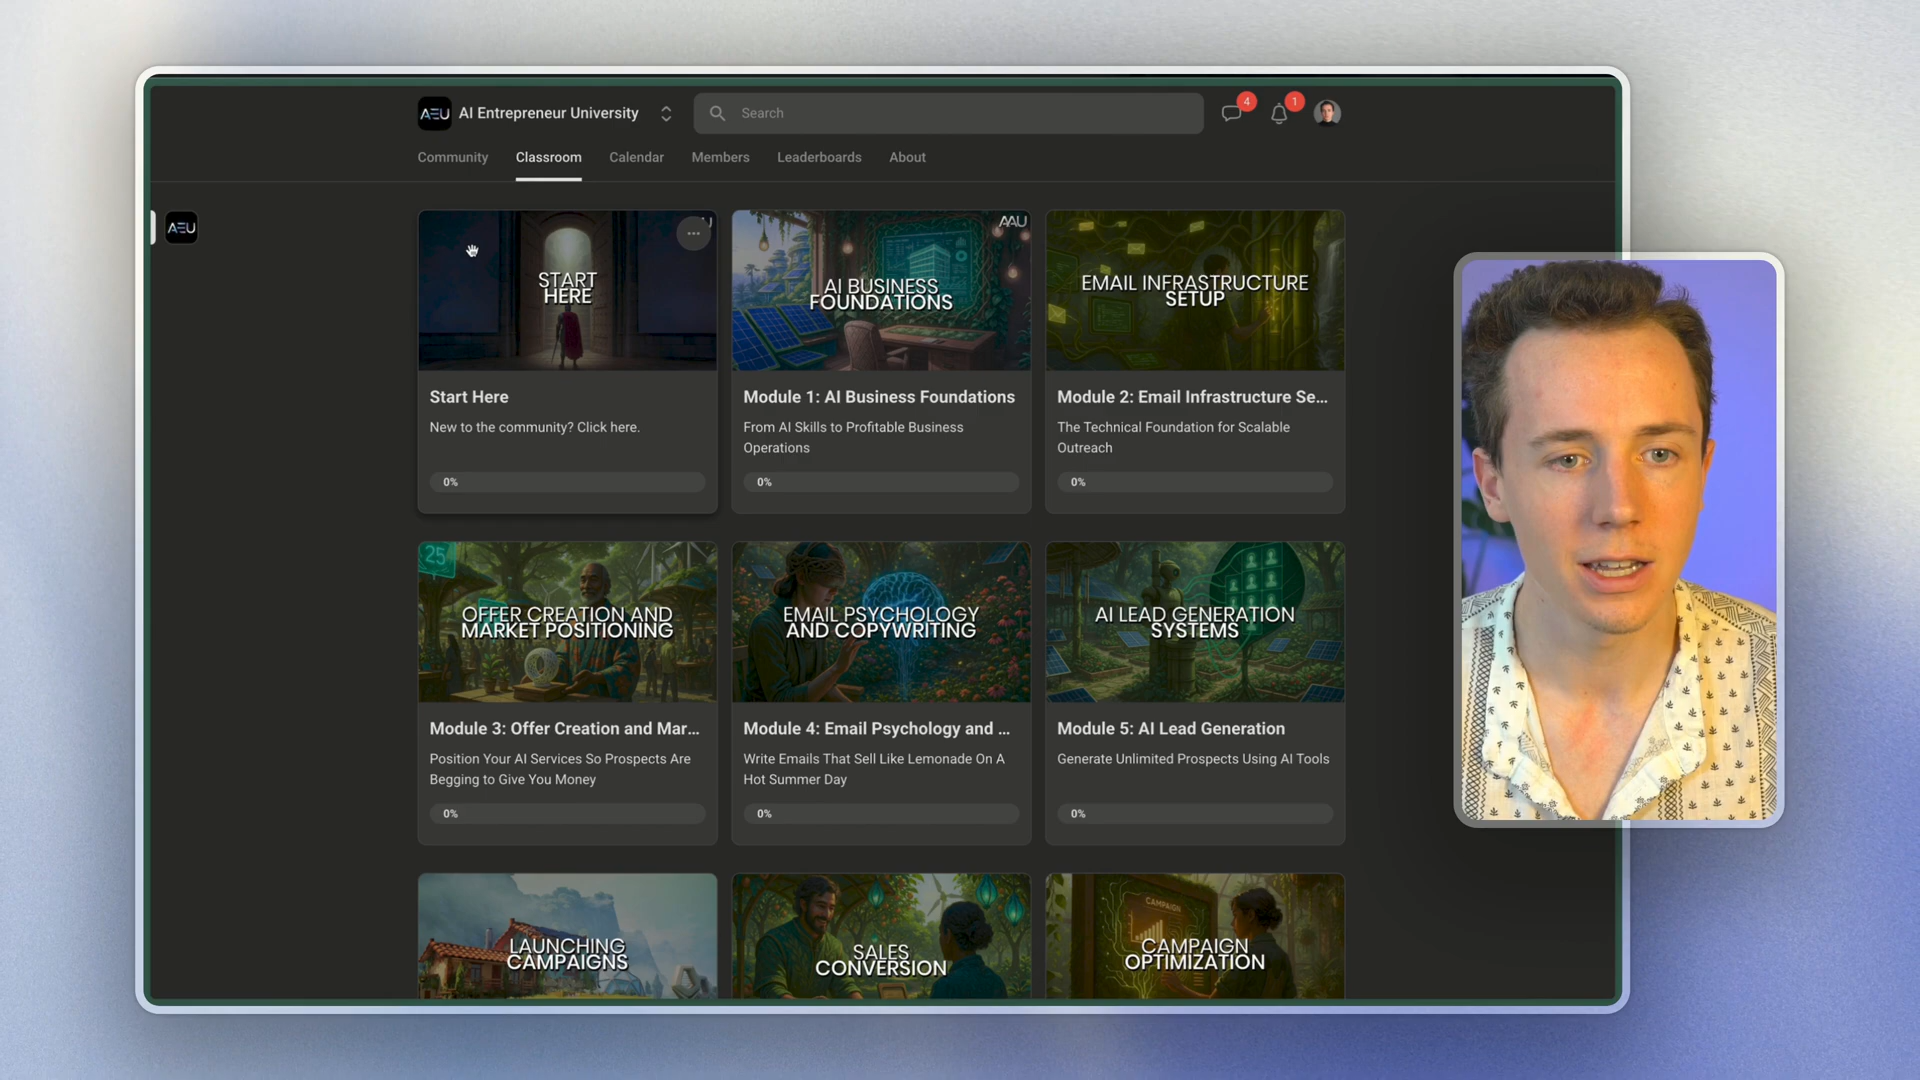 AEU AI Entrepreneur University
Search
4
1
Community Classroom Calendar Members Leaderboards About
AEU
START
HERE
Start Here
New to the community? Click here.
0%
AAU
AI BUSINESS
FOUNDATIONS
Module 1: AI Business Foundations
From AI Skills to Profitable Business
Operations
0%
EMAIL INFRASTRUCTURE
SETUP
Module 2: Email Infrastructure Se...
The Technical Foundation for Scalable
Outreach
0%
25
OFFER CREATION AND
MARKET POSITIONING
Module 3: Offer Creation and Mar...
Position Your AI Services So Prospects Are
Begging to Give You Money
0%
EMAIL PSYCHOLOGY
AND COPYWRITING
Module 4: Email Psychology and ...
Write Emails That Sell Like Lemonade On A
Hot Summer Day
0%
AI LEAD GENERATION
SYSTEMS
Module 5: AI Lead Generation
Generate Unlimited Prospects Using AI Tools
0%
LAUNCHING
CAMPAIGNS
SALES
CONVERSION
CAMPAIGN
CAMPAIGN
OPTIMIZATION